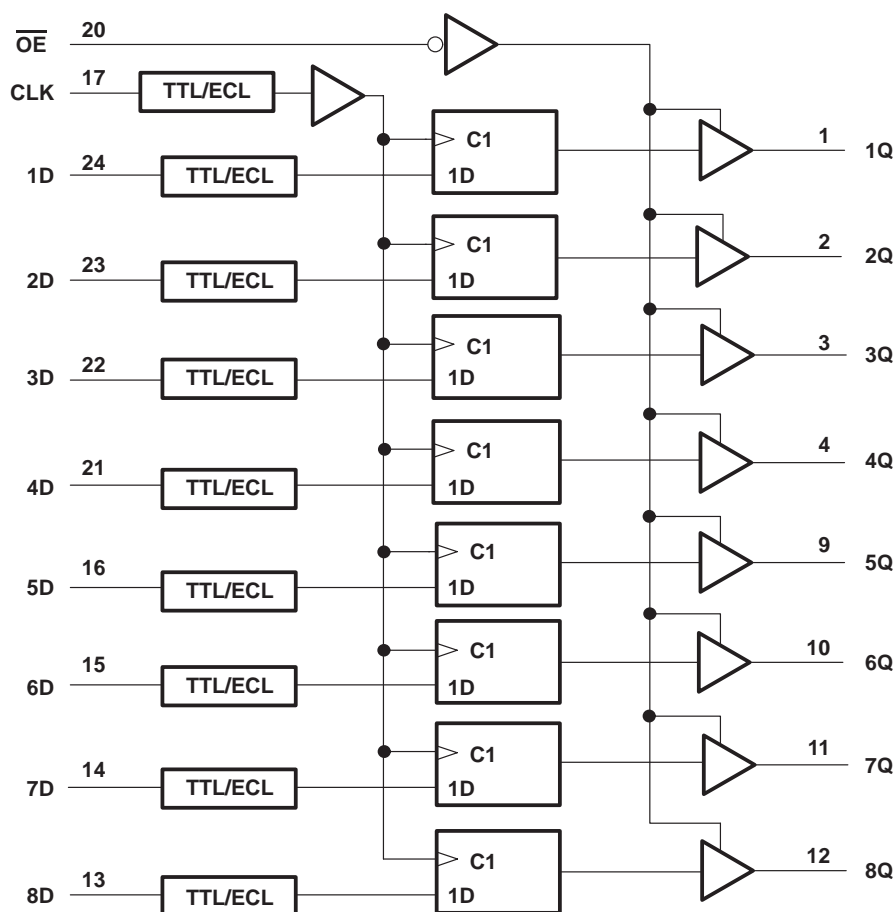 OE 20
CLK 17 TTL/ECL
C1 1 1Q
1D 24 TTL/ECL 1D
C1 2 2Q
2D 23 TTL/ECL 1D
C1 3 3Q
3D 22 TTL/ECL 1D
C1 4 4Q
4D 21 TTL/ECL 1D
C1 9 5Q
5D 16 TTL/ECL 1D
C1 10 6Q
6D 15 TTL/ECL 1D
C1 11 7Q
7D 14 TTL/ECL 1D
C1 12 8Q
8D 13 TTL/ECL 1D